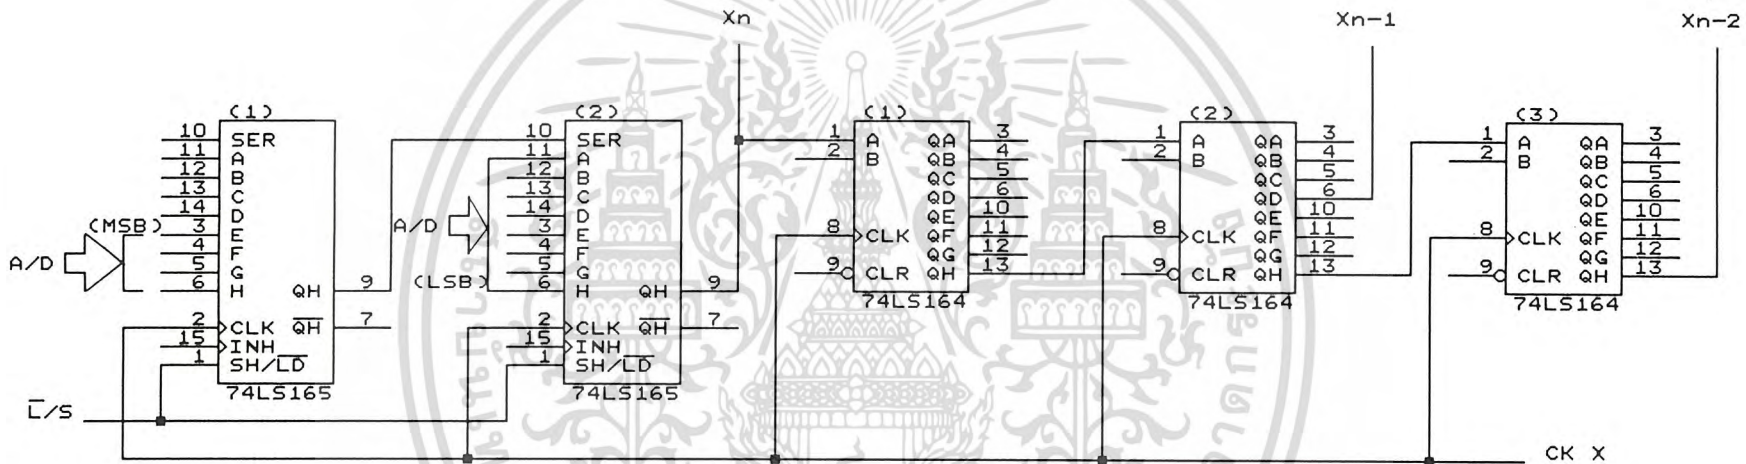 Xn
Xn-1
Xn-2
(1)
10 SER
11 A
12 B
13 C
14 D
3 E
4 F
5 G
6 H QH 9
2 CLK Q̅H̅ 7
15 INH
1 SH/L̅D̅
74LS165
(MSB)
A/D
(2)
10 SER
11 A
12 B
13 C
14 D
3 E
4 F
5 G
6 H QH 9
2 CLK Q̅H̅ 7
15 INH
1 SH/L̅D̅
74LS165
A/D
(LSB)
(1)
1 A QA 3
2 B QB 4
QC 5
QD 6
QE 10
8 CLK QF 11
QG 12
9 CLR QH 13
74LS164
(2)
1 A QA 3
2 B QB 4
QC 5
QD 6
QE 10
8 CLK QF 11
QG 12
9 CLR QH 13
74LS164
(3)
1 A QA 3
2 B QB 4
QC 5
QD 6
QE 10
8 CLK QF 11
QG 12
9 CLR QH 13
74LS164
L̅/S
CK X